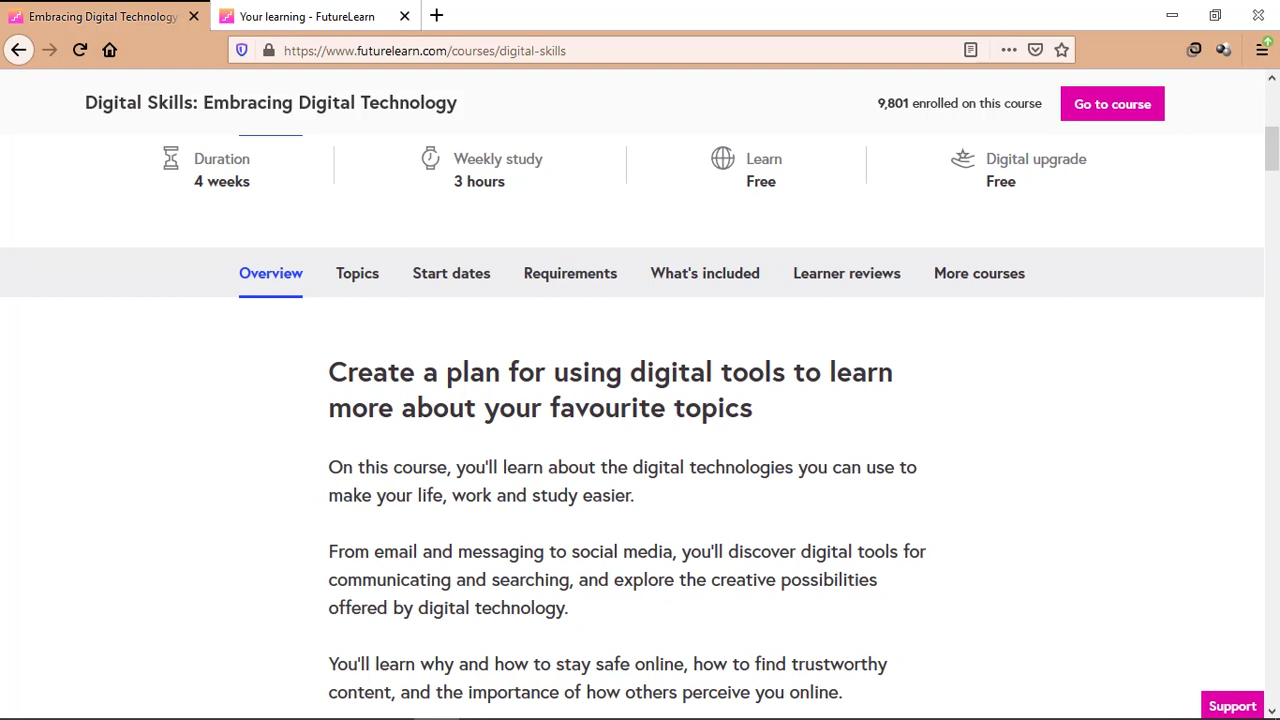 Embracing Digital Technology
Your learning - FutureLearn
https://www.futurelearn.com/courses/digital-skills
Digital Skills: Embracing Digital Technology
9,801 enrolled on this course
Go to course
Duration
4 weeks
Weekly study
3 hours
Learn
Free
Digital upgrade
Free
Overview
Topics
Start dates
Requirements
What's included
Learner reviews
More courses
Create a plan for using digital tools to learn
more about your favourite topics
On this course, you'll learn about the digital technologies you can use to
make your life, work and study easier.
From email and messaging to social media, you'll discover digital tools for
communicating and searching, and explore the creative possibilities
offered by digital technology.
You'll learn why and how to stay safe online, how to find trustworthy
content, and the importance of how others perceive you online.
Support